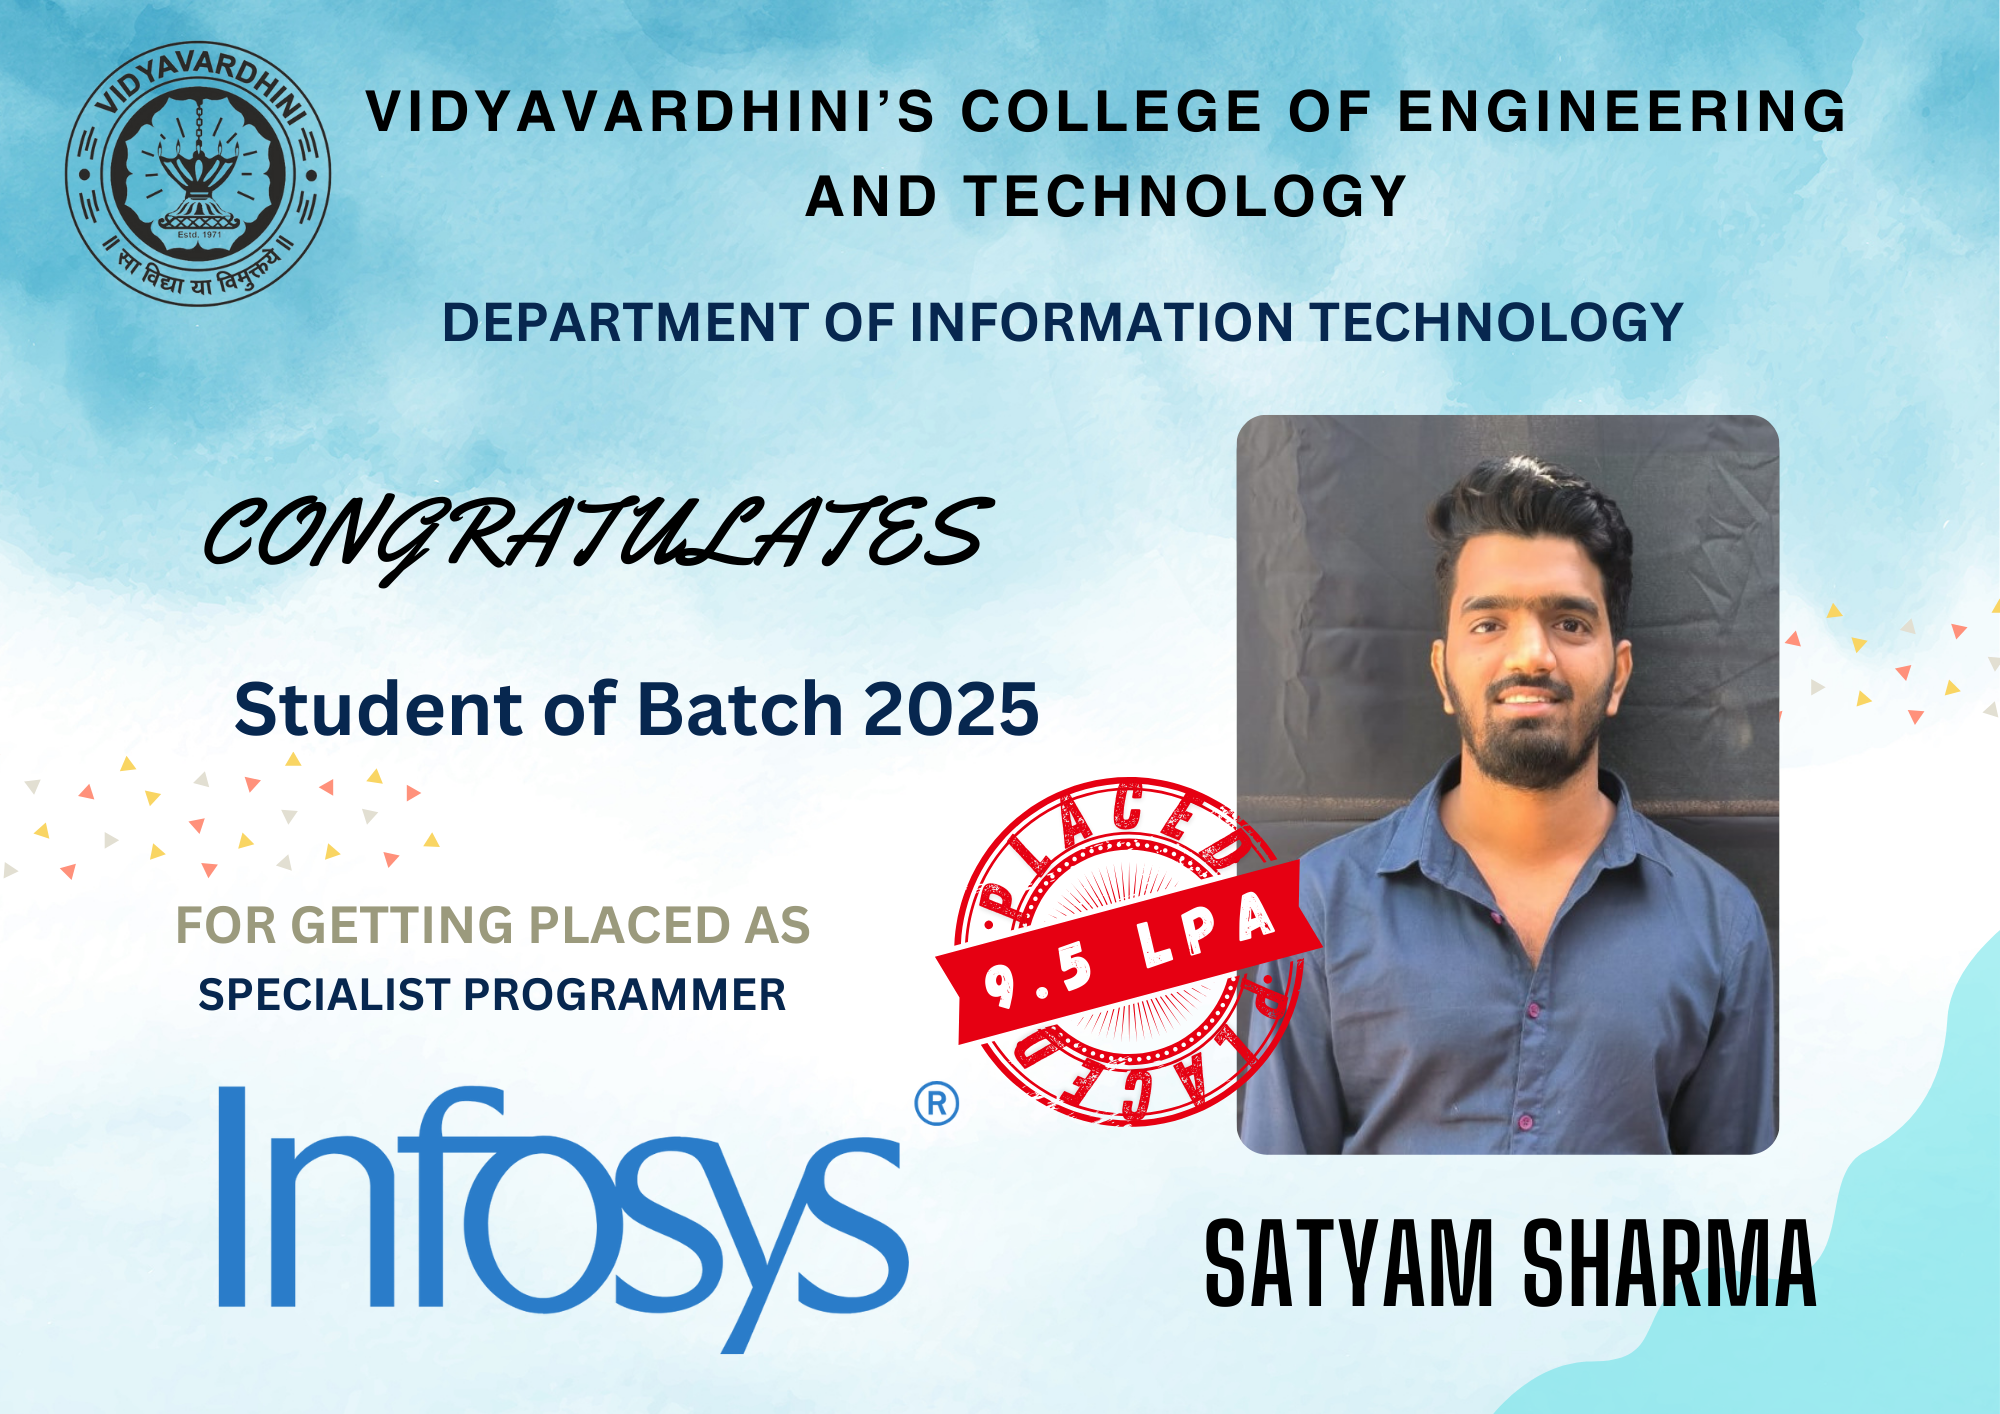 VIDYAVARDHINI
Estd. 1971
॥ सा विद्या या विमुक्तये ॥
VIDYAVARDHINI’S COLLEGE OF ENGINEERING
AND TECHNOLOGY
DEPARTMENT OF INFORMATION TECHNOLOGY
CONGRATULATES
Student of Batch 2025
PLACED
9.5 LPA
PLACED
FOR GETTING PLACED AS
SPECIALIST PROGRAMMER
Infosys®
SATYAM SHARMA